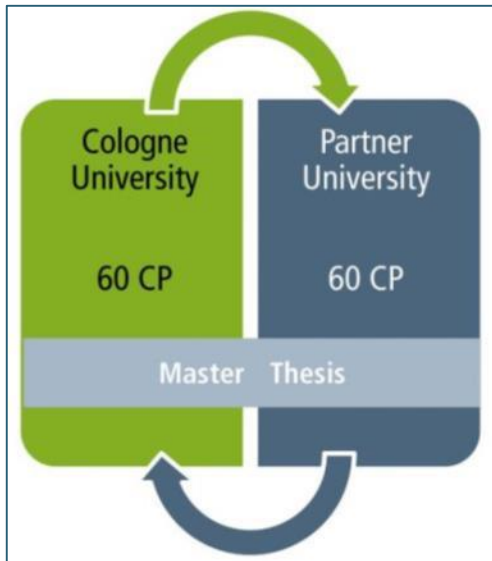 Cologne
University
60 CP
Partner
University
60 CP
Master Thesis